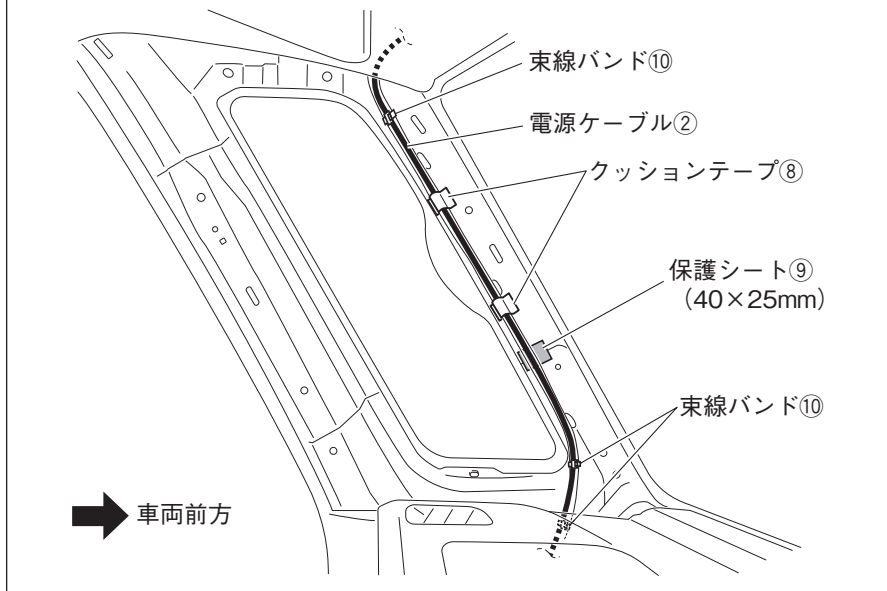 束線バンド⑩
電源ケーブル②
クッションテープ⑧
保護シート⑨
（40×25mm）
束線バンド⑩
車両前方